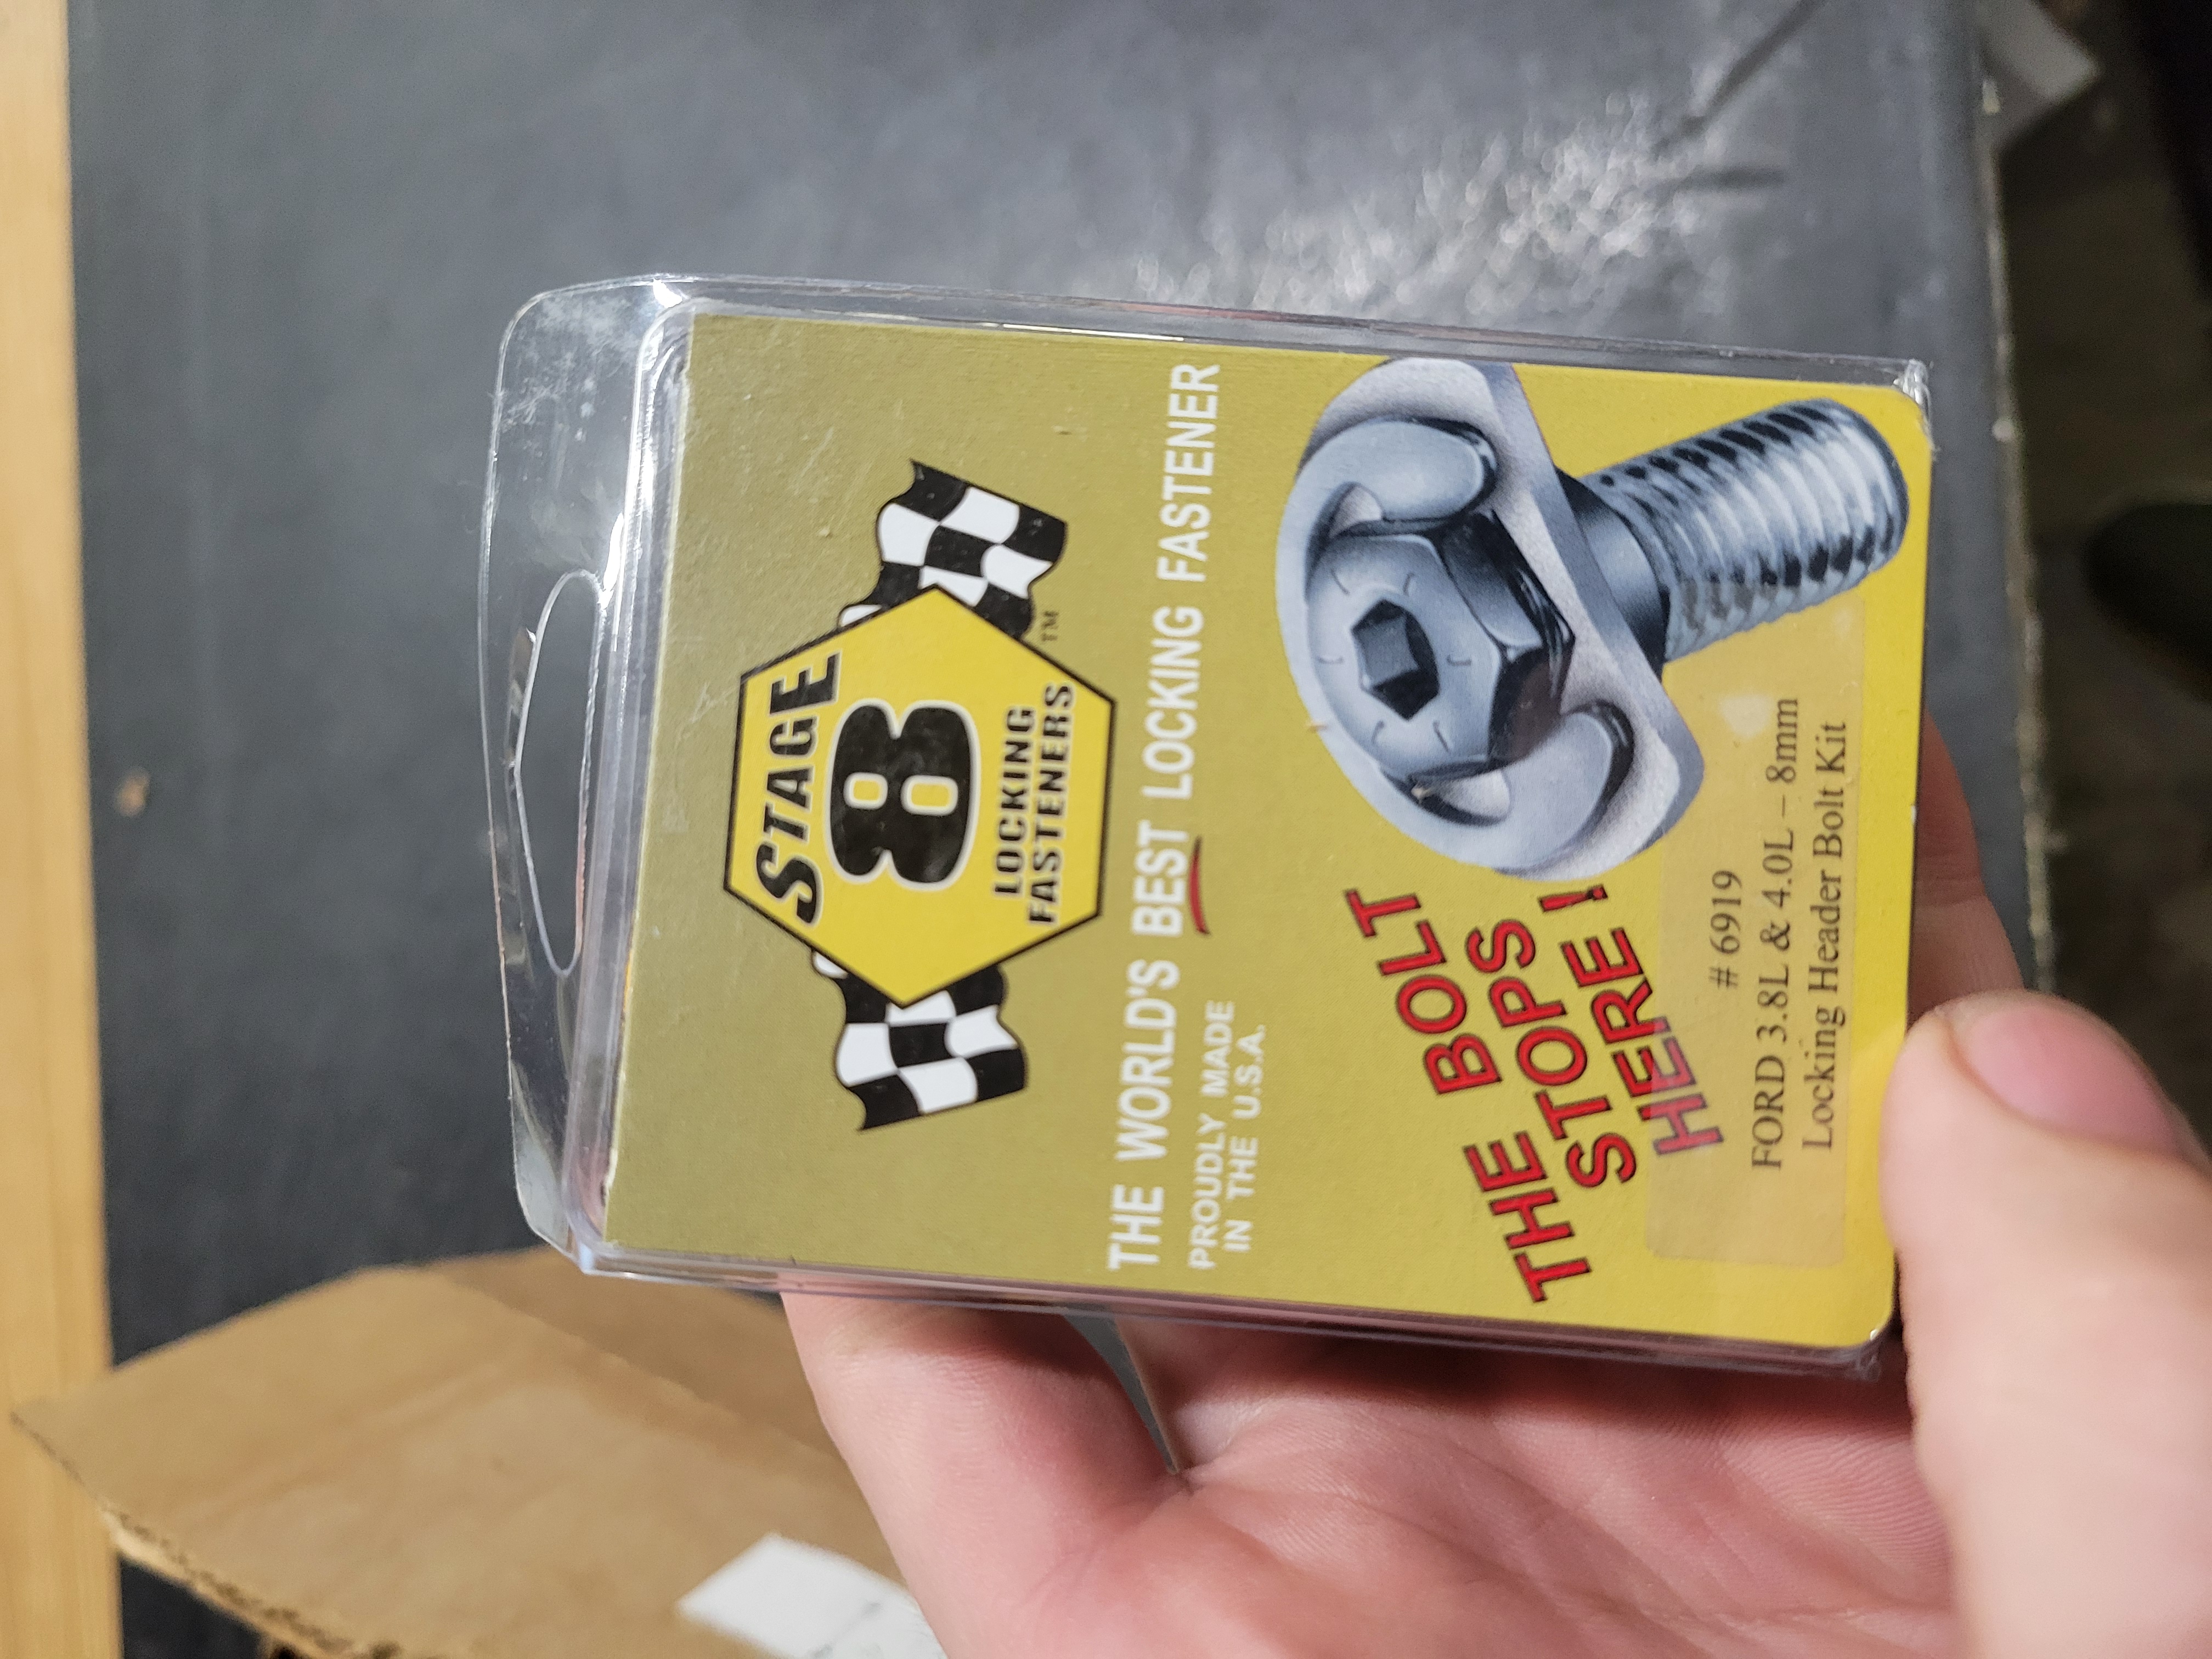 STAGE
8
LOCKING
FASTENERS
TM
THE WORLD'S BEST LOCKING FASTENER
PROUDLY MADE
IN THE U.S.A.
THE BOLT
STOPS
HERE!
# 6919
FORD 3.8L & 4.0L – 8mm
Locking Header Bolt Kit